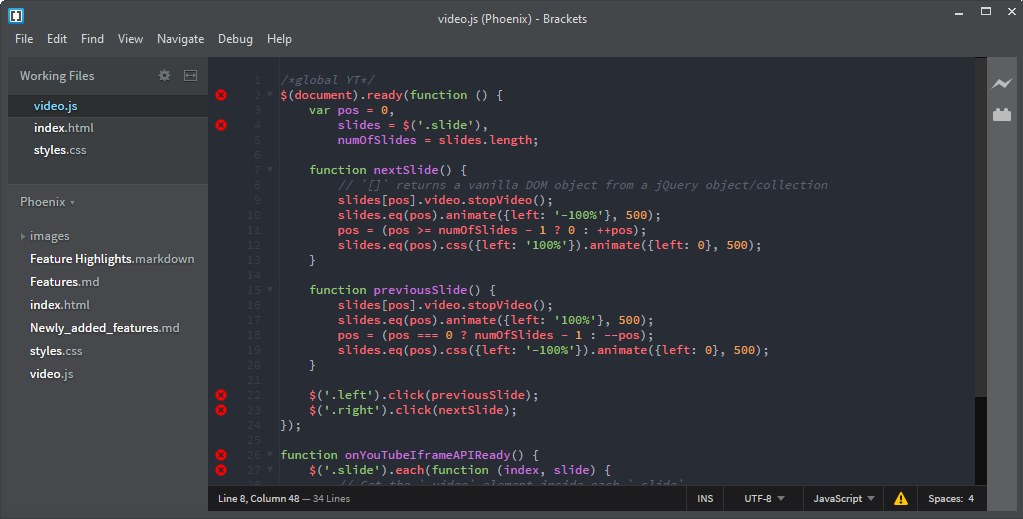 video.js (Phoenix) - Brackets
File Edit Find View Navigate Debug Help
Working Files
video.js
index.html
styles.css
Phoenix
images
Feature Highlights.markdown
Features.md
index.html
Newly_added_features.md
styles.css
video.js
1 /*global YT*/
2 $(document).ready(function () {
3     var pos = 0,
4         slides = $('.slide'),
5         numOfSlides = slides.length;
6
7     function nextSlide() {
8         // `[]` returns a vanilla DOM object from a jQuery object/collection
9         slides[pos].video.stopVideo();
10         slides.eq(pos).animate({left: '-100%'}, 500);
11         pos = (pos >= numOfSlides - 1 ? 0 : ++pos);
12         slides.eq(pos).css({left: '100%'}).animate({left: 0}, 500);
13     }
14
15     function previousSlide() {
16         slides[pos].video.stopVideo();
17         slides.eq(pos).animate({left: '100%'}, 500);
18         pos = (pos === 0 ? numOfSlides - 1 : --pos);
19         slides.eq(pos).css({left: '-100%'}).animate({left: 0}, 500);
20     }
21
22     $('.left').click(previousSlide);
23     $('.right').click(nextSlide);
24 });
25
26 function onYouTubeIframeAPIReady() {
27     $('.slide').each(function (index, slide) {
// Get the `.video` element inside each `.slide`
Line 8, Column 48 — 34 Lines
INS UTF-8 JavaScript Spaces: 4